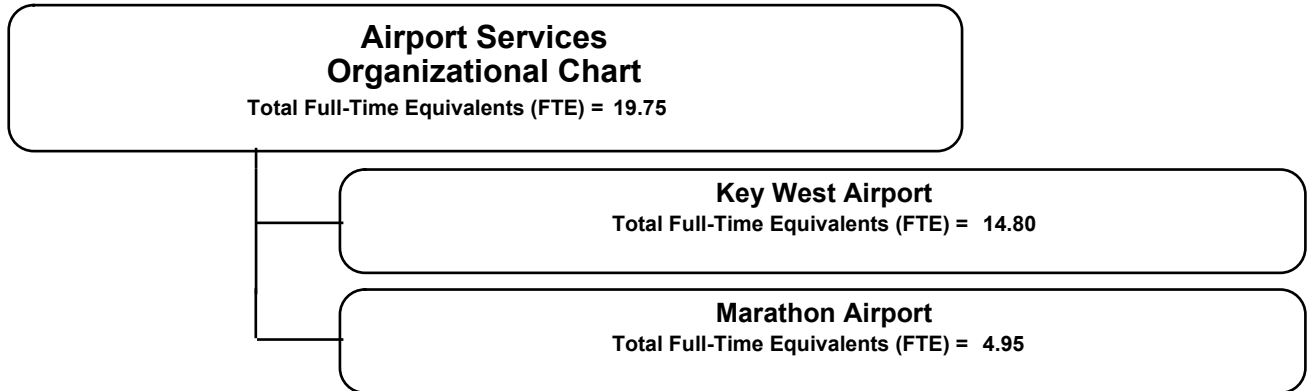 Airport Services
Organizational Chart
Total Full-Time Equivalents (FTE) = 19.75
Key West Airport
Total Full-Time Equivalents (FTE) = 14.80
Marathon Airport
Total Full-Time Equivalents (FTE) = 4.95